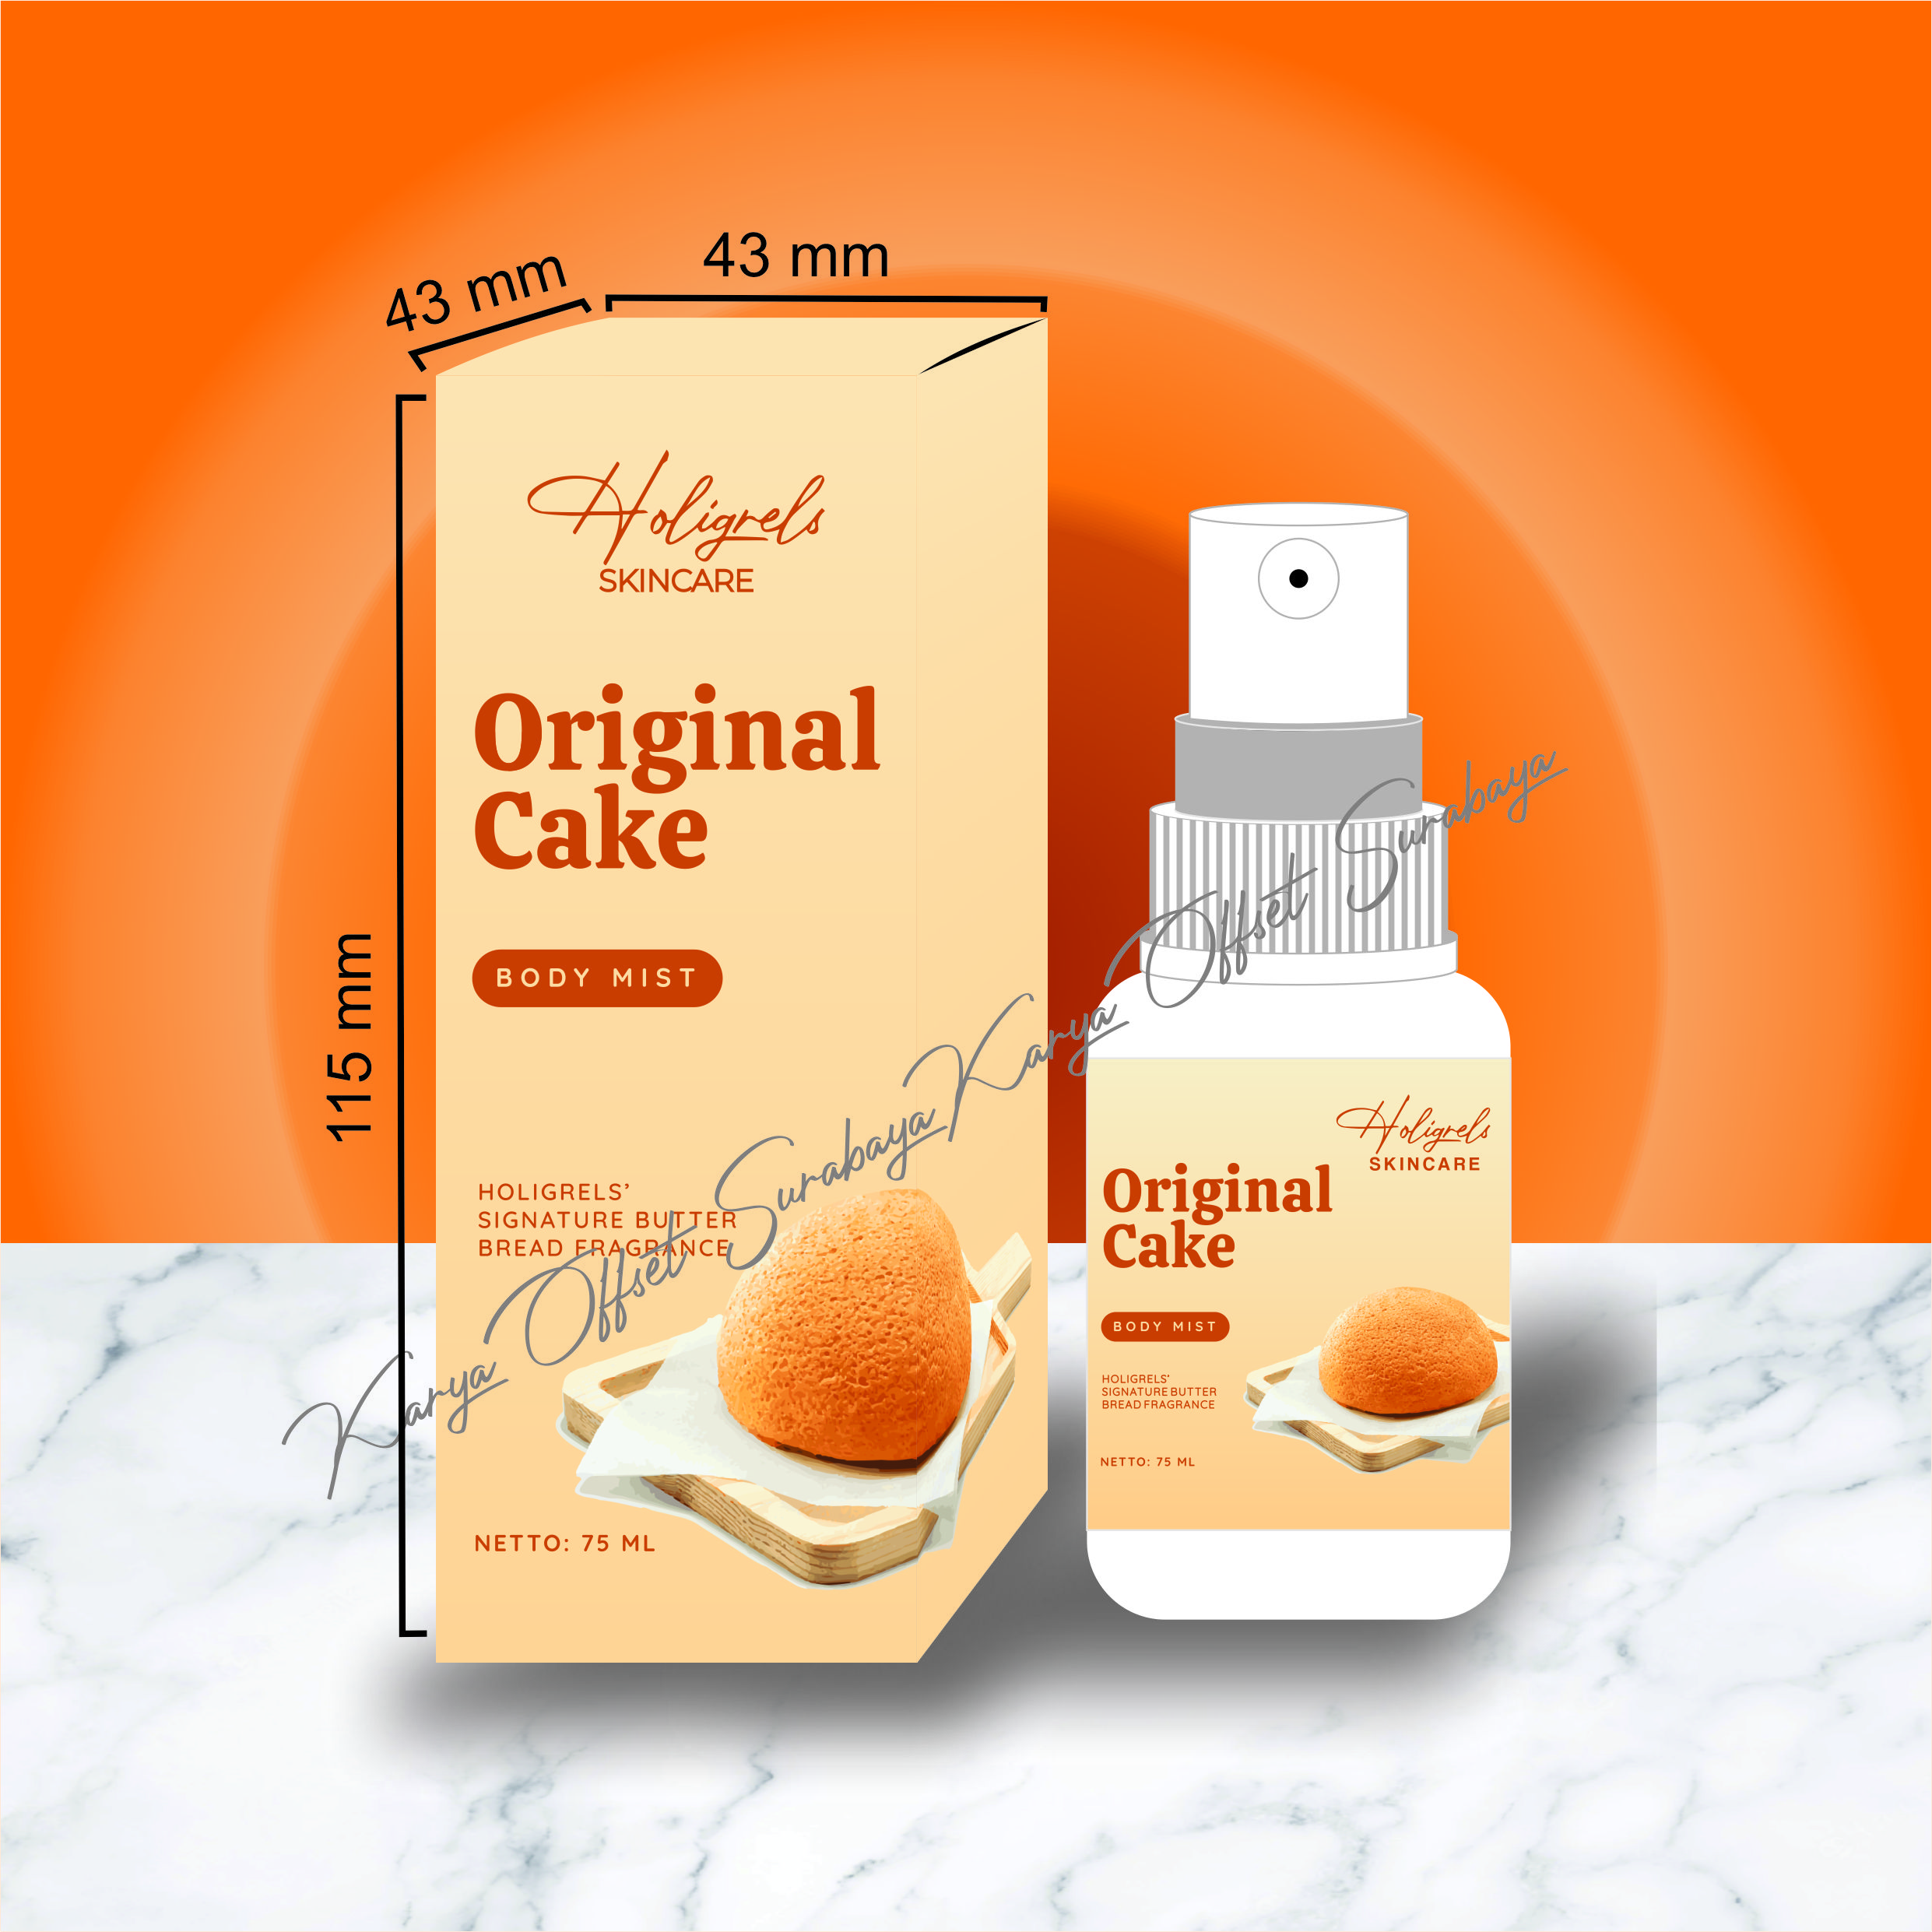 43 mm
43 mm
115 mm
Holigrels
SKINCARE
Original
Cake
BODY MIST
HOLIGRELS'
SIGNATURE BUTTER
BREAD FRAGRANCE
NETTO: 75 ML
Holigrels
SKINCARE
Original
Cake
BODY MIST
HOLIGRELS'
SIGNATURE BUTTER
BREAD FRAGRANCE
NETTO: 75 ML
Karya Offset Surabaya Karya Offset Surabaya